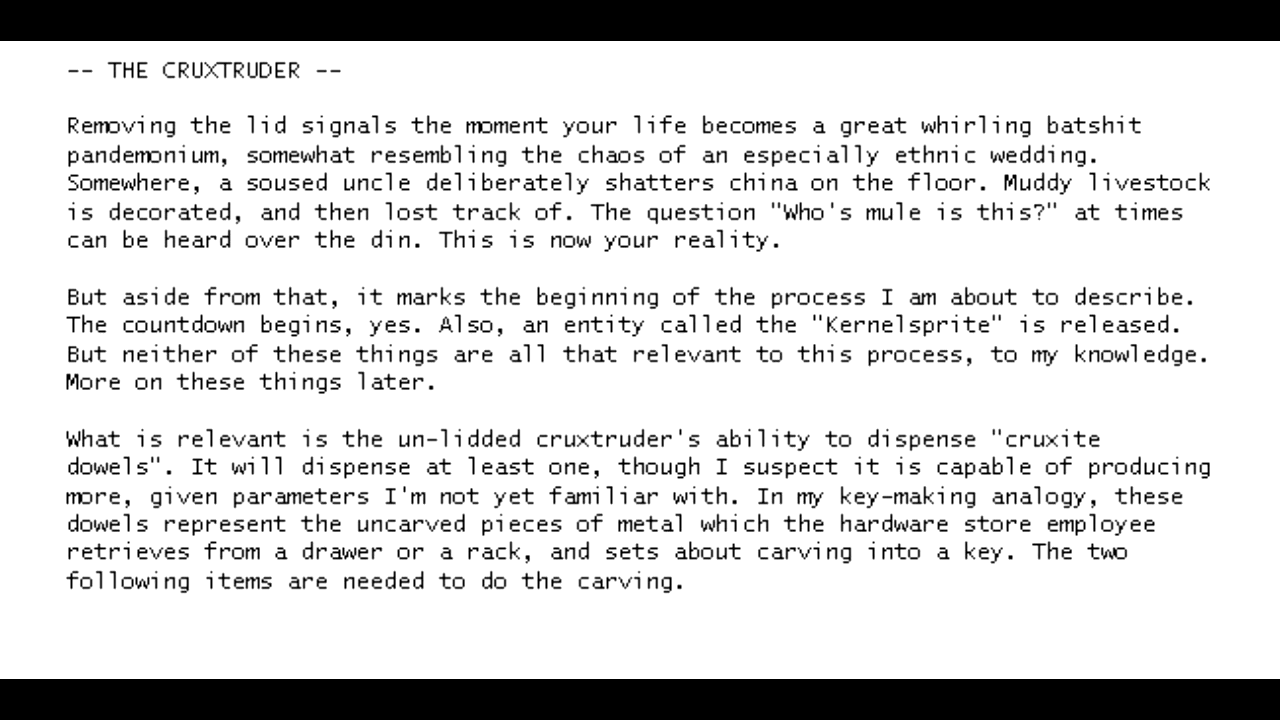 -- THE CRUXTRUDER --
Removing the lid signals the moment your life becomes a great whirling batshit
pandemonium, somewhat resembling the chaos of an especially ethnic wedding.
Somewhere, a soused uncle deliberately shatters china on the floor. Muddy livestock
is decorated, and then lost track of. The question "Who's mule is this?" at times
can be heard over the din. This is now your reality.
But aside from that, it marks the beginning of the process I am about to describe.
The countdown begins, yes. Also, an entity called the "Kernelsprite" is released.
But neither of these things are all that relevant to this process, to my knowledge.
More on these things later.
What is relevant is the un-lidded cruxtruder's ability to dispense "cruxite
dowels". It will dispense at least one, though I suspect it is capable of producing
more, given parameters I'm not yet familiar with. In my key-making analogy, these
dowels represent the uncarved pieces of metal which the hardware store employee
retrieves from a drawer or a rack, and sets about carving into a key. The two
following items are needed to do the carving.